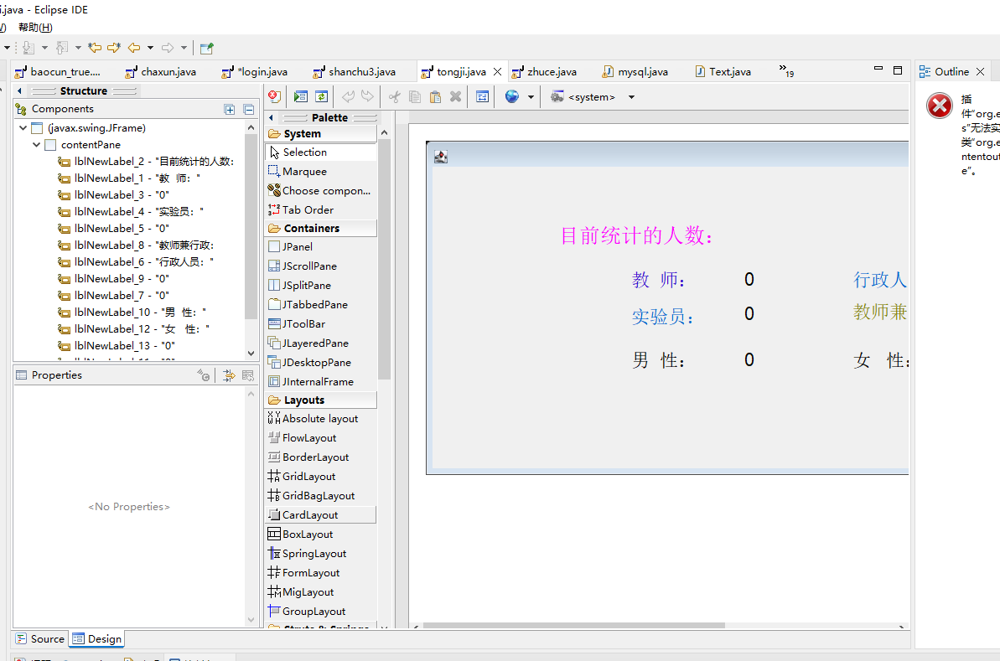 i.java - Eclipse IDE
帮助(H)
baocun_true....
chaxun.java
*login.java
shanchu3.java
tongji.java
zhuce.java
mysql.java
Text.java
19
Outline
Structure
Components
(javax.swing.JFrame)
contentPane
lblNewLabel_2 - "目前统计的人数:
lblNewLabel_1 - "教 师: "
lblNewLabel_3 - "0"
lblNewLabel_4 - "实验员: "
lblNewLabel_5 - "0"
lblNewLabel_8 - "教师兼行政:
lblNewLabel_6 - "行政人员: "
lblNewLabel_9 - "0"
lblNewLabel_7 - "0"
lblNewLabel_10 - "男 性: "
lblNewLabel_12 - "女 性: "
lblNewLabel_13 - "0"
Properties
<No Properties>
<system>
Palette
System
Selection
Marquee
Choose compon...
Tab Order
Containers
JPanel
JScrollPane
JSplitPane
JTabbedPane
JToolBar
JLayeredPane
JDesktopPane
JInternalFrame
Layouts
Absolute layout
FlowLayout
BorderLayout
GridLayout
GridBagLayout
CardLayout
BoxLayout
SpringLayout
FormLayout
MigLayout
GroupLayout
目前统计的人数:
教 师: 0 行政人
实验员: 0 教师兼
男 性: 0 女 性:
插
件"org.e
s"无法实
类"org.e
ntentout
e"。
Source
Design